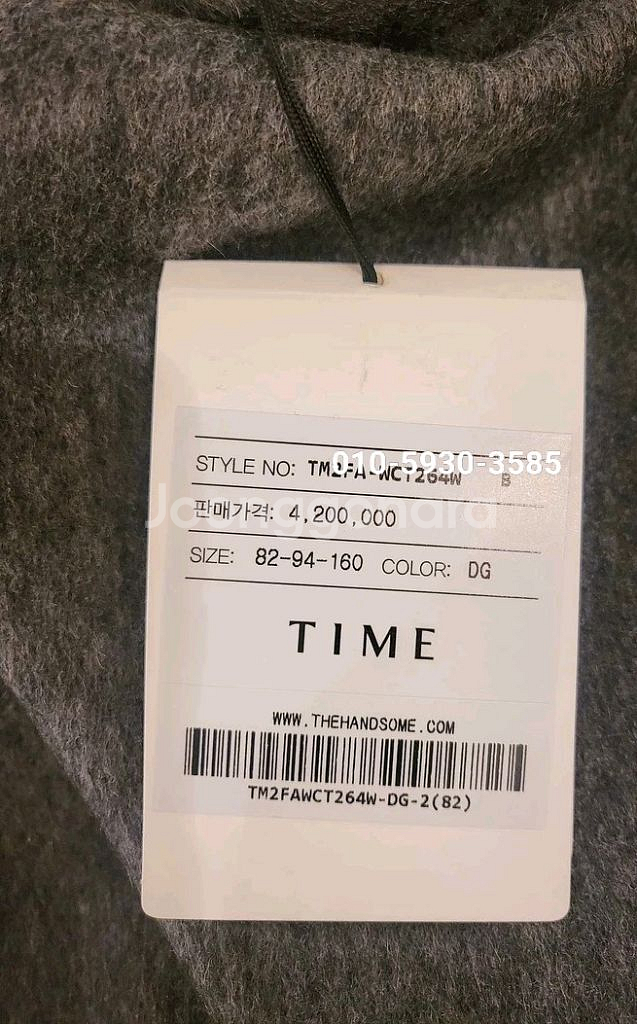 STYLE NO: TM2FA-WCT264W B
010-5930-3585
판매가격: 4,200,000
Joonggonara
SIZE: 82-94-160 COLOR: DG
TIME
WWW.THEHANDSOME.COM
TM2FAWCT264W-DG-2(82)